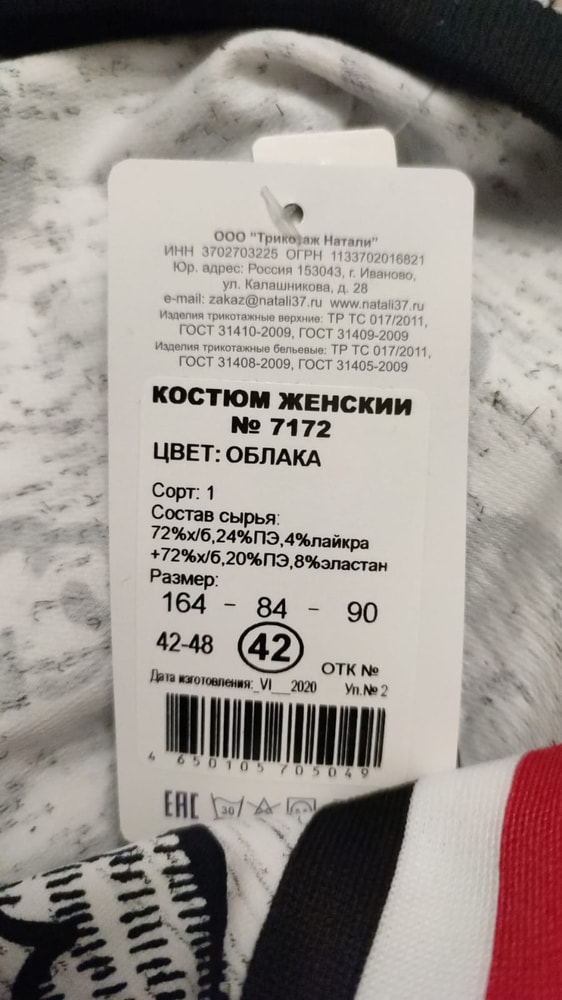 ООО "Трикотаж Натали"
ИНН 3702703225 ОГРН 1133702016821
Юр. адрес: Россия 153043, г. Иваново,
ул. Калашникова, д. 28
e-mail: zakaz@natali37.ru www.natali37.ru
Изделия трикотажные верхние: ТР ТС 017/2011,
ГОСТ 31410-2009, ГОСТ 31409-2009
Изделия трикотажные бельевые: ТР ТС 017/2011,
ГОСТ 31408-2009, ГОСТ 31405-2009
КОСТЮМ ЖЕНСКИЙ
№ 7172
ЦВЕТ: ОБЛАКА
Сорт: 1
Состав сырья:
72%х/б,24%ПЭ,4%лайкра
+72%х/б,20%ПЭ,8%эластан
Размер:
164 - 84 - 90
42-48 42
ОТК №
Дата изготовления:_VI__2020 Уп.№ 2
4 650105 705049
ЕАС 30